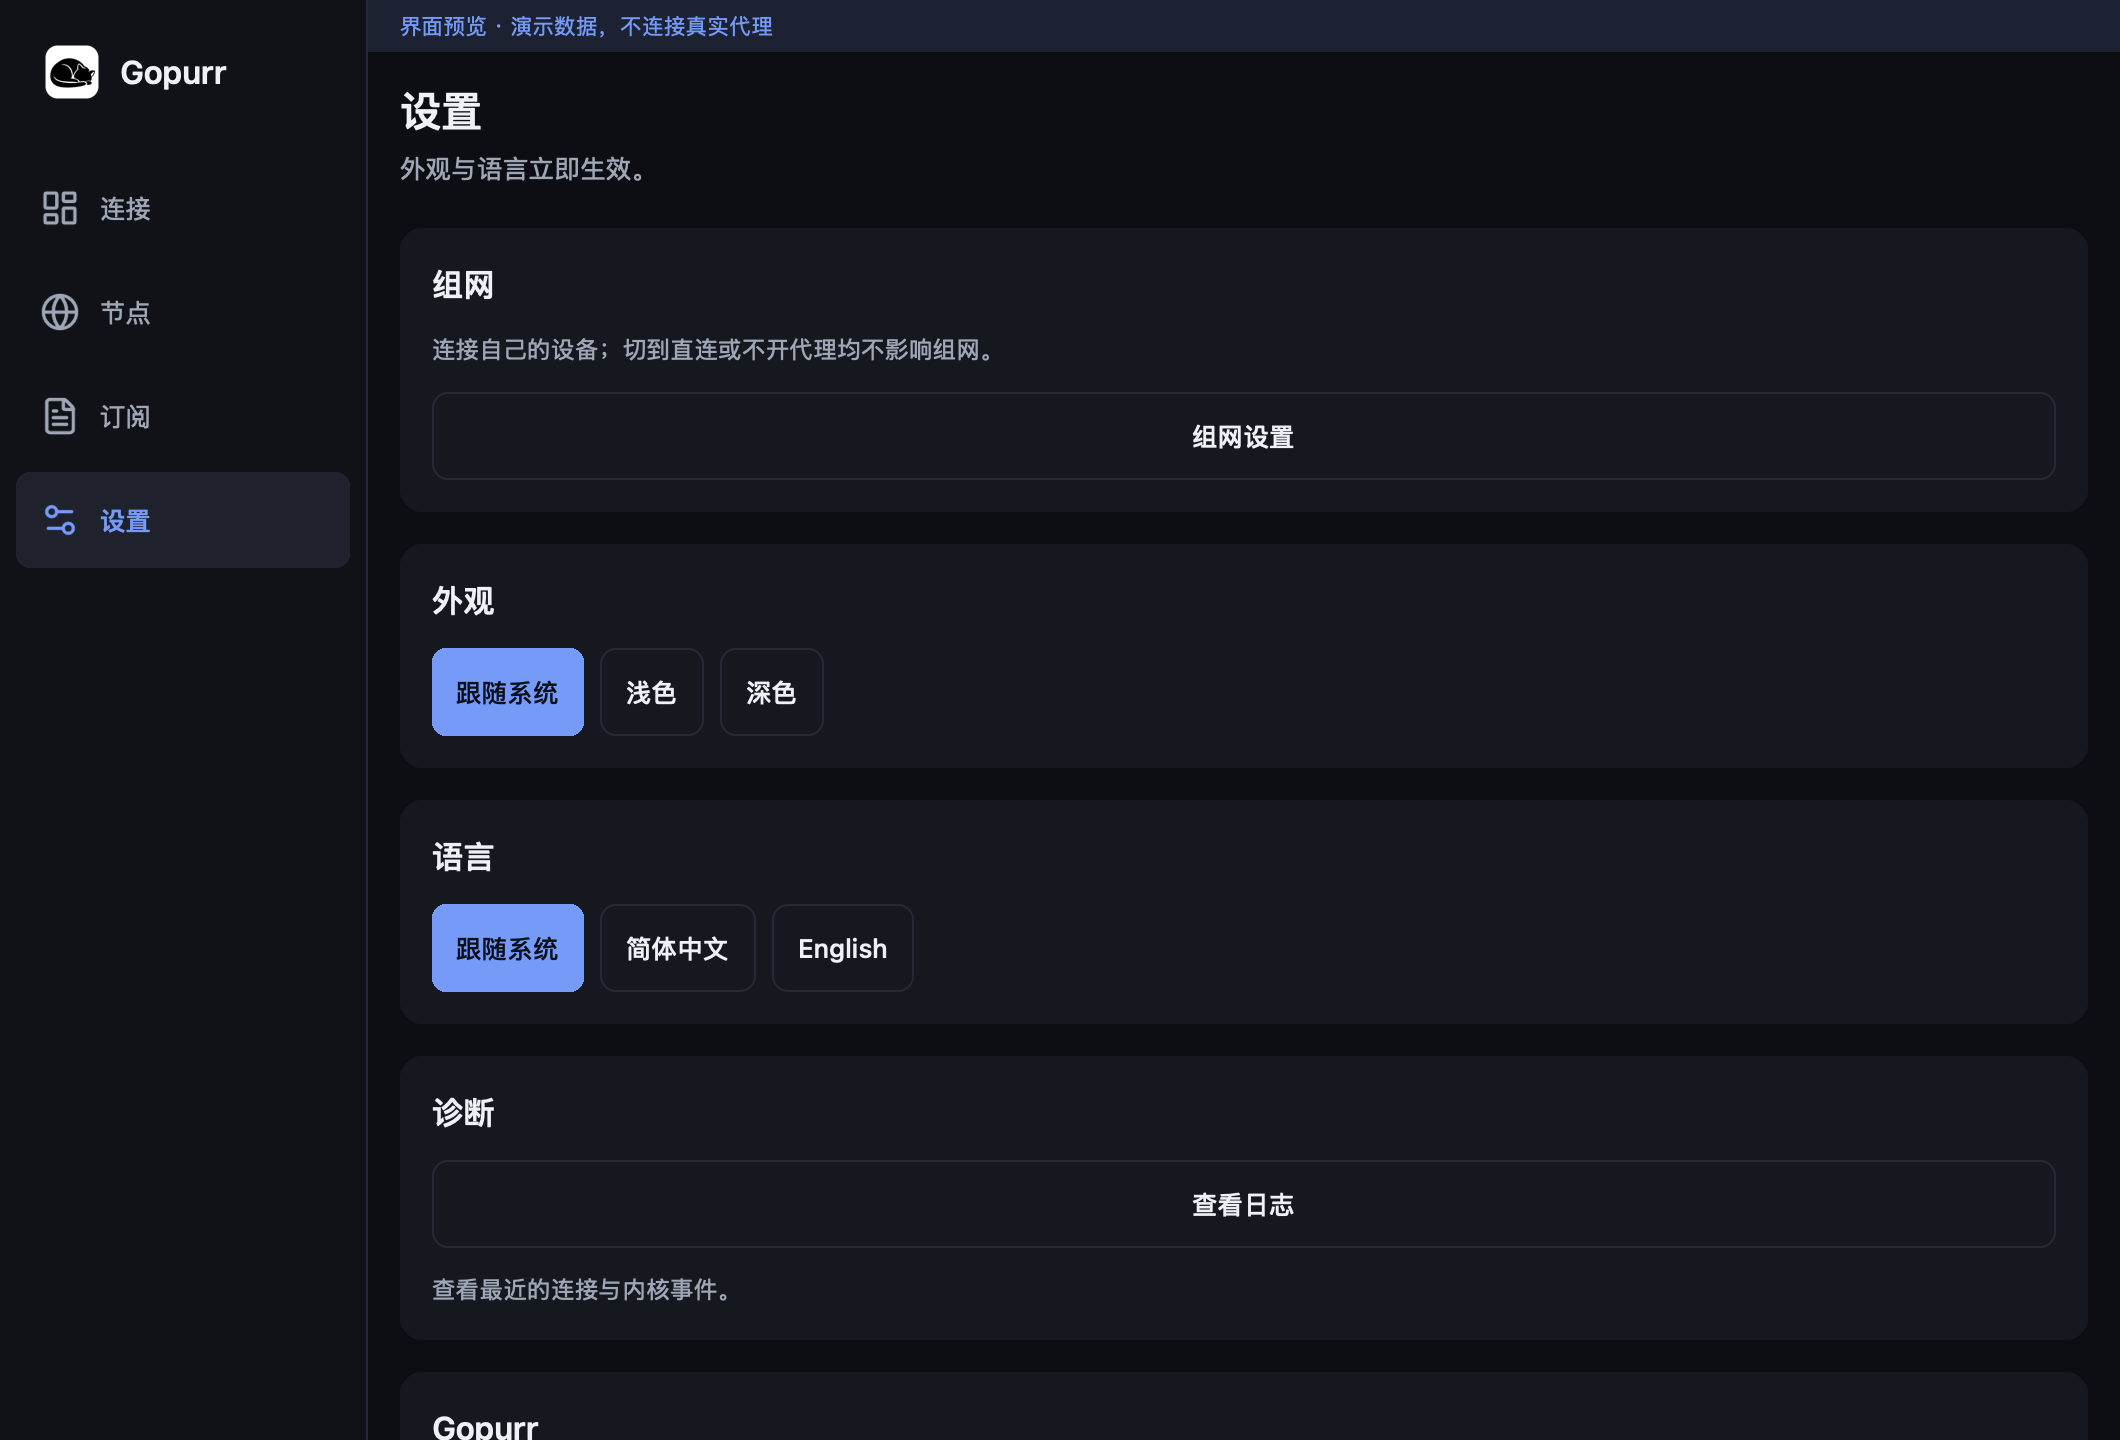 Gopurr
连接
节点
订阅
设置
界面预览 · 演示数据，不连接真实代理
设置
外观与语言立即生效。
组网
连接自己的设备；切到直连或不开代理均不影响组网。
组网设置
外观
跟随系统 浅色 深色
语言
跟随系统 简体中文 English
诊断
查看日志
查看最近的连接与内核事件。
Gopurr